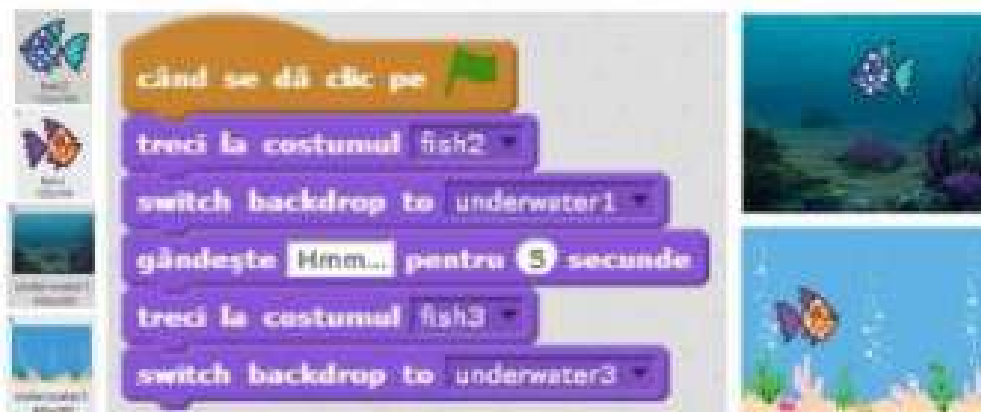 când se dă clic pe
treci la costumul fish2
switch backdrop to underwater1
gândește Hmm... pentru 5 secunde
treci la costumul fish3
switch backdrop to underwater3